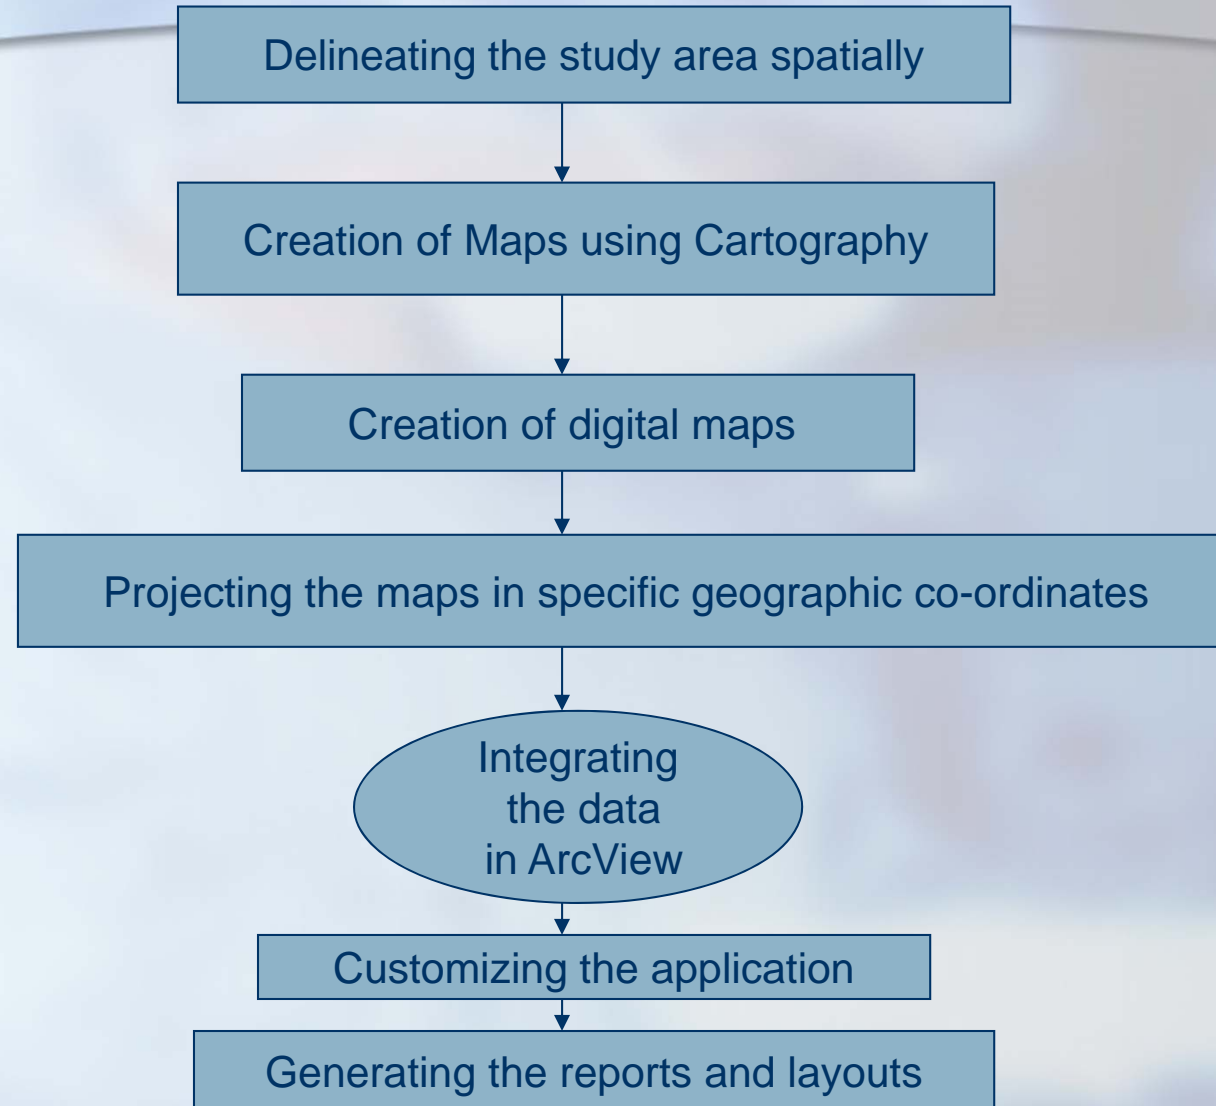 Delineating the study area spatially
Creation of Maps using Cartography
Creation of digital maps
Projecting the maps in specific geographic co-ordinates
Integrating
the data
in ArcView
Customizing the application
Generating the reports and layouts